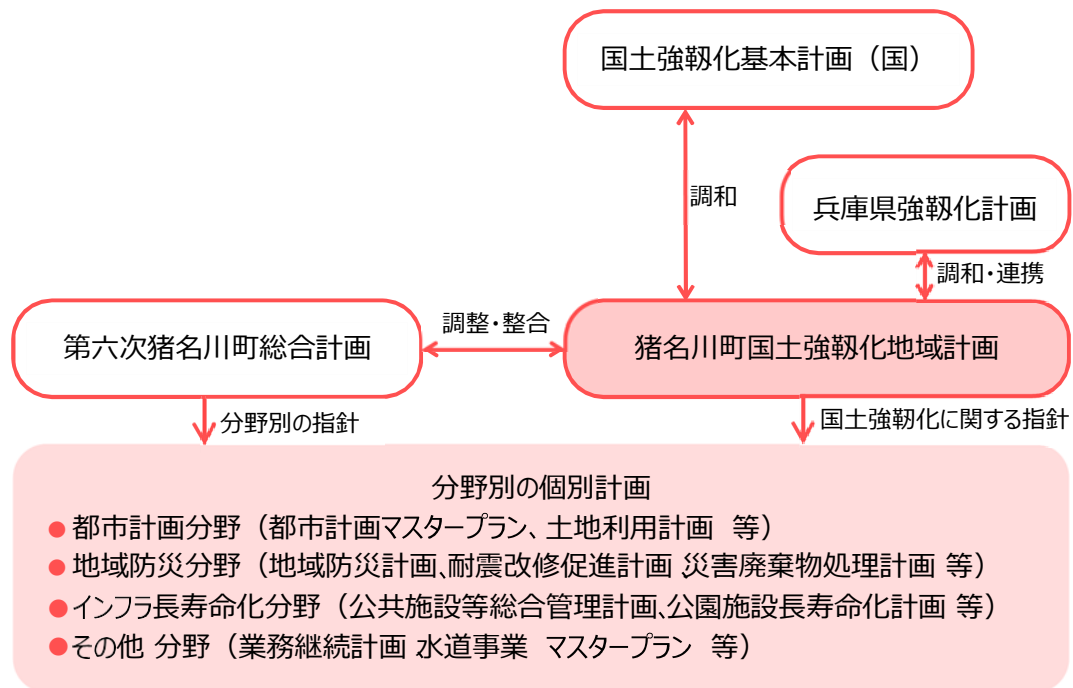 国土強靱化基本計画（国）
調和
兵庫県強靱化計画
調和・連携
第六次猪名川町総合計画
調整・整合
猪名川町国土強靱化地域計画
分野別の指針
国土強靱化に関する指針
分野別の個別計画
●都市計画分野（都市計画マスタープラン、土地利用計画 等）
●地域防災分野（地域防災計画、耐震改修促進計画 災害廃棄物処理計画 等）
●インフラ長寿命化分野（公共施設等総合管理計画、公園施設長寿命化計画 等）
●その他 分野（業務継続計画 水道事業 マスタープラン 等）